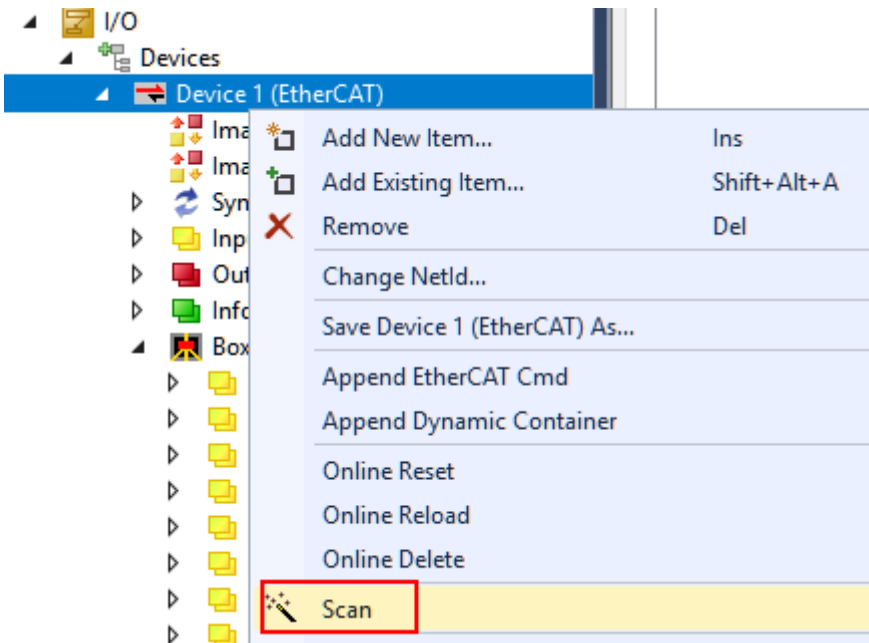 I/O
Devices
Device 1 (EtherCAT)
Ima
Ima
Syn
Inp
Out
Info
Box
Add New Item... Ins
Add Existing Item... Shift+Alt+A
Remove Del
Change NetId...
Save Device 1 (EtherCAT) As...
Append EtherCAT Cmd
Append Dynamic Container
Online Reset
Online Reload
Online Delete
Scan